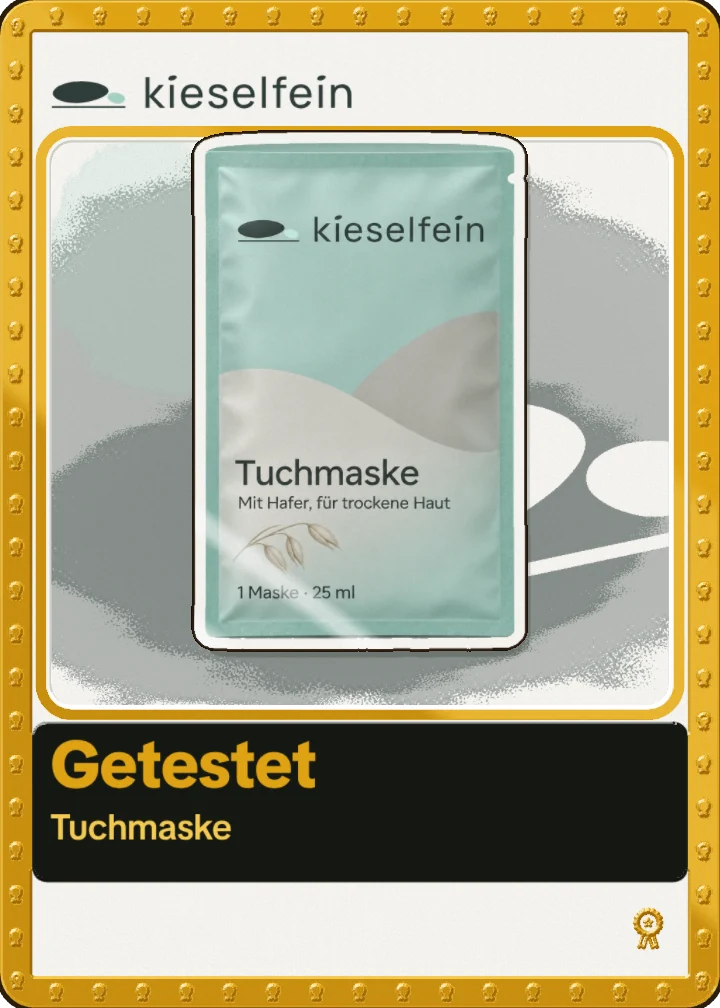 kieselfein
kieselfein
Tuchmaske
Mit Hafer, für trockene Haut
1 Maske · 25 ml
Getestet
Tuchmaske